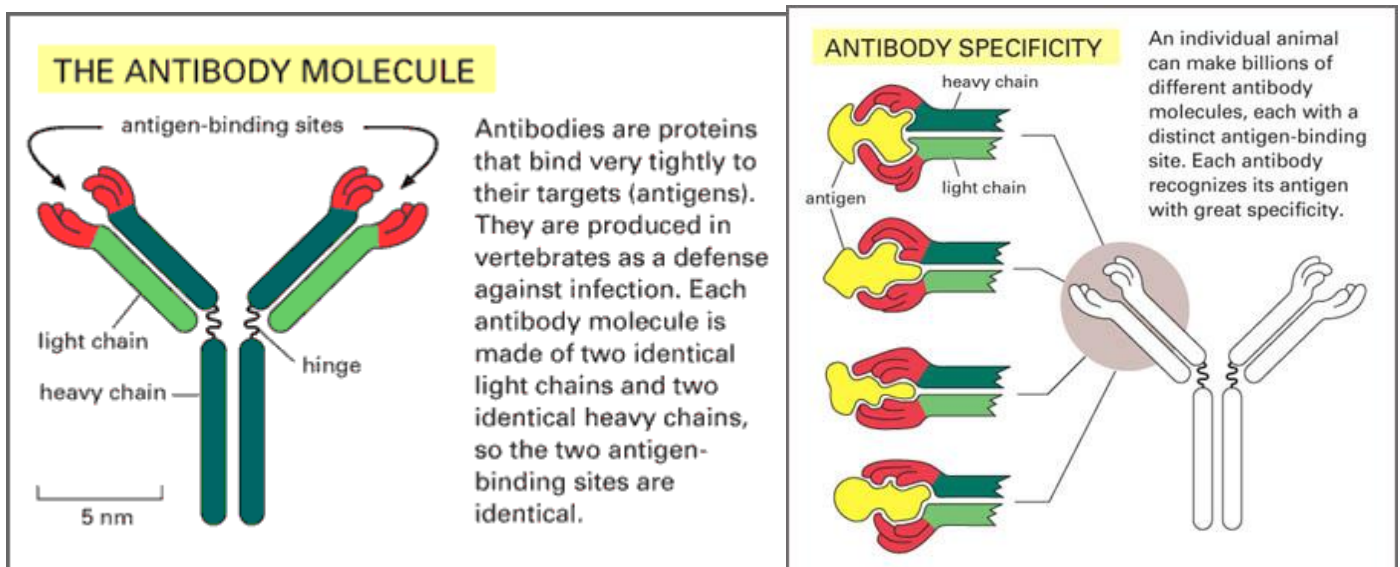 THE ANTIBODY MOLECULE
antigen-binding sites
light chain
heavy chain
hinge
5 nm
Antibodies are proteins
that bind very tightly to
their targets (antigens).
They are produced in
vertebrates as a defense
against infection. Each
antibody molecule is
made of two identical
light chains and two
identical heavy chains,
so the two antigen-
binding sites are
identical.
ANTIBODY SPECIFICITY
heavy chain
light chain
antigen
An individual animal
can make billions of
different antibody
molecules, each with a
distinct antigen-binding
site. Each antibody
recognizes its antigen
with great specificity.